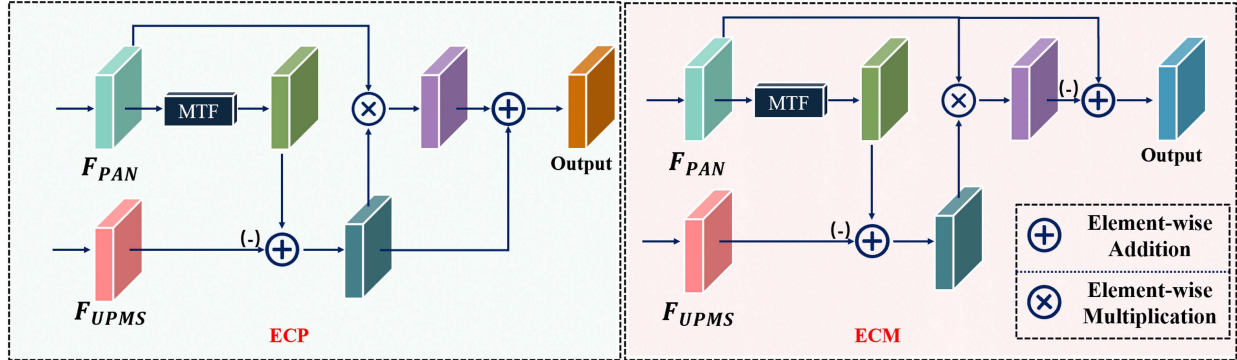 MTF
F_PAN
Output
(-)
F_UPMS
ECP
MTF
(-)
F_PAN
Output
(-)
F_UPMS
ECM
Element-wise
Addition
Element-wise
Multiplication